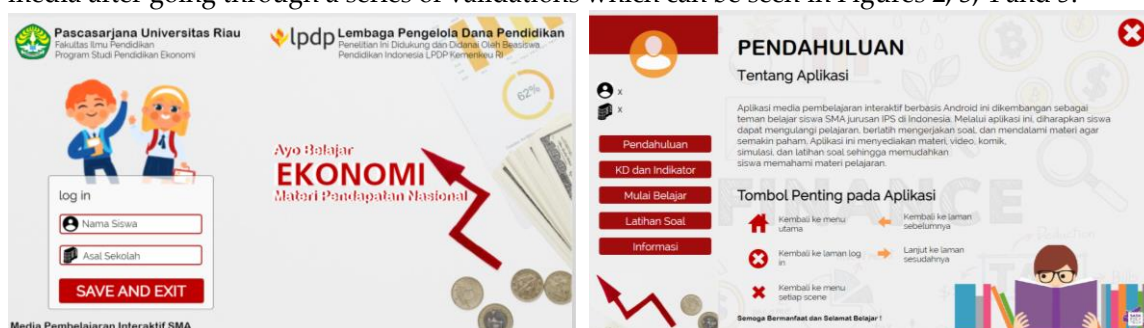 media after going through a series of validations which can be seen in Figures 2, 3, 4 and 5.
Pascasarjana Universitas Riau
Fakultas Ilmu Pendidikan
Program Studi Pendidikan Ekonomi
lpdp Lembaga Pengelola Dana Pendidikan
Penelitian Ini Didukung dan Didanai Oleh Beasiswa
Pendidikan Indonesia LPDP Kemenkeu RI
62%
Ayo Belajar
EKONOMI
Materi Pendapatan Nasional
log in
Nama Siswa
Asal Sekolah
SAVE AND EXIT
Media Pembelajaran Interaktif SMA
x
x
Pendahuluan
KD dan Indikator
Mulai Belajar
Latihan Soal
Informasi
PENDAHULUAN
Tentang Aplikasi
Aplikasi media pembelajaran interaktif berbasis Android ini dikembangan sebagai
teman belajar siswa SMA jurusan IPS di Indonesia. Melalui aplikasi ini, diharapkan siswa
dapat mengulangi pelajaran, berlatih mengerjakan soal, dan mendalami materi agar
semakin paham. Aplikasi ini menyediakan materi, video, komik,
simulasi, dan latihan soal sehingga memudahkan
siswa memahami materi pelajaran.
FINANCE
Tombol Penting pada Aplikasi
Kembali ke menu
utama
Kembali ke laman
sebelumnya
Kembali ke laman log
in
Lanjut ke laman
sesudahnya
Kembali ke menu
setiap scene
Semoga Bermanfaat dan Selamat Belajar !